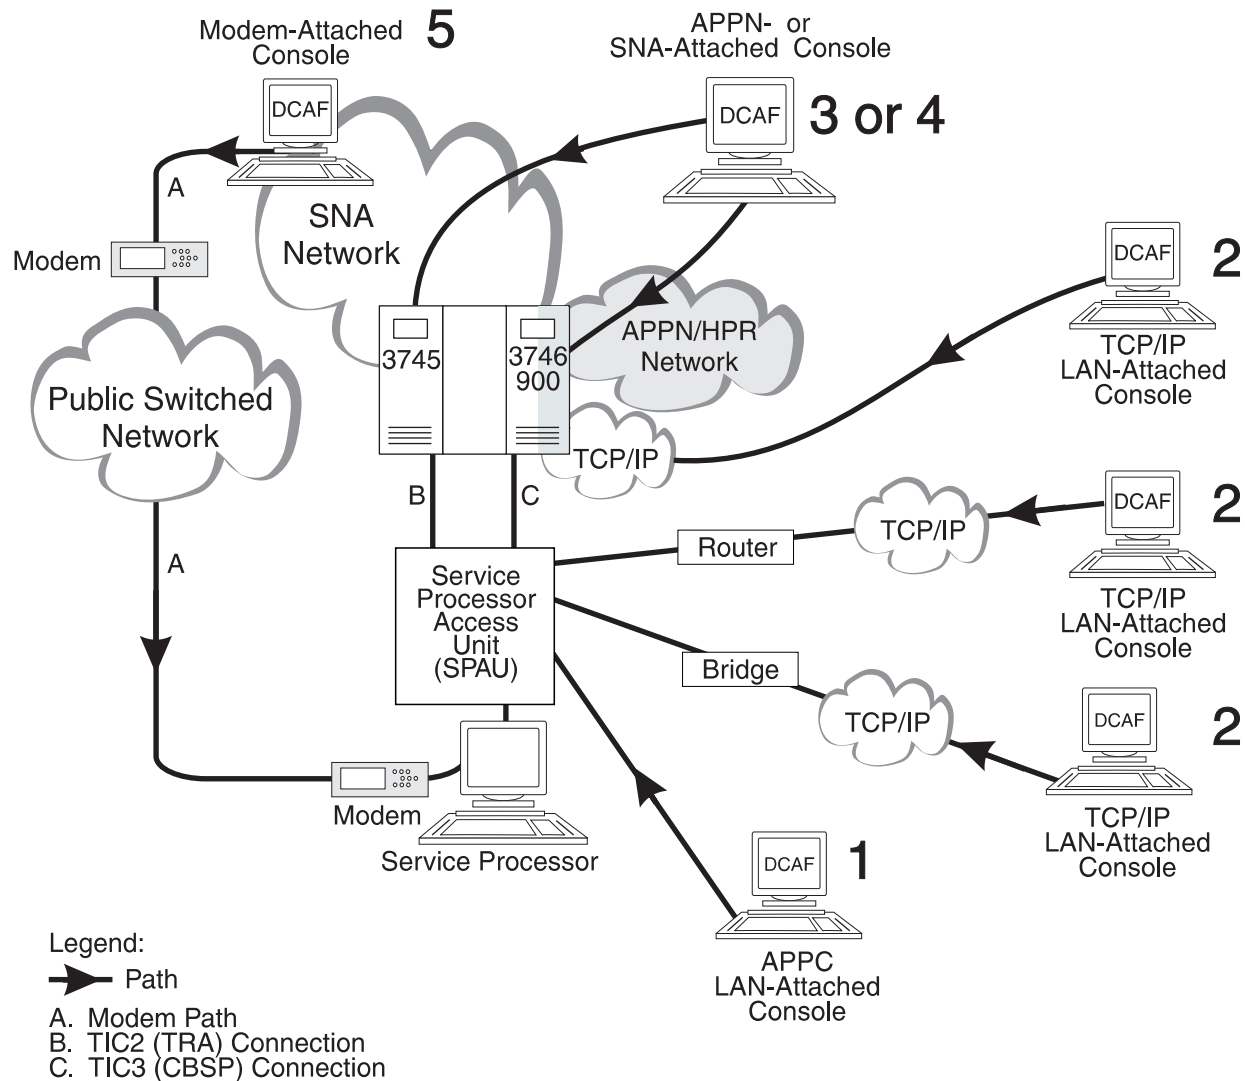 Modem-Attached
Console
5
APPN- or
SNA-Attached Console
DCAF
DCAF
3 or 4
A
SNA
Network
Modem
DCAF
2
TCP/IP
LAN-Attached
Console
APPN/HPR
Network
3745
3746
900
Public Switched
Network
TCP/IP
B
C
DCAF
2
TCP/IP
Router
TCP/IP
LAN-Attached
Console
A
Service
Processor
Access
Unit
(SPAU)
Bridge
TCP/IP
DCAF
2
TCP/IP
LAN-Attached
Console
Modem
Service Processor
DCAF
1
APPC
LAN-Attached
Console
Legend:
Path
A. Modem Path
B. TIC2 (TRA) Connection
C. TIC3 (CBSP) Connection